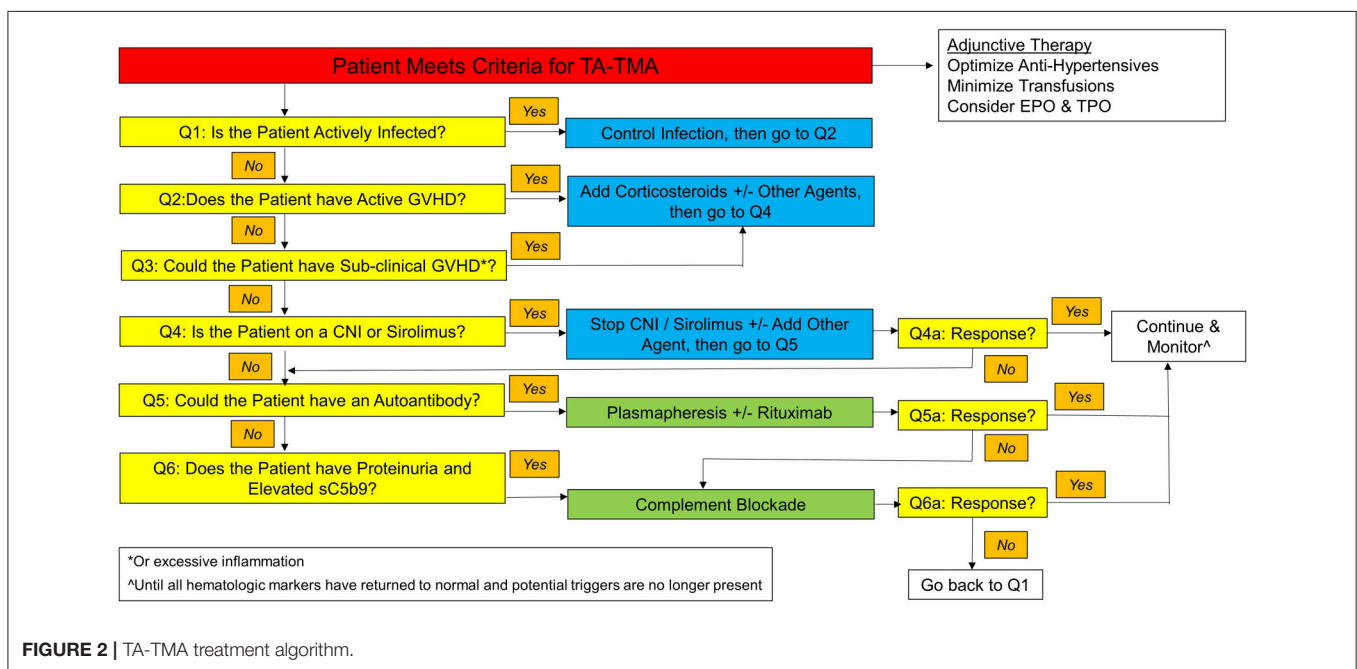 Patient Meets Criteria for TA-TMA
Adjunctive Therapy
Optimize Anti-Hypertensives
Minimize Transfusions
Consider EPO & TPO
Q1: Is the Patient Actively Infected?
Yes
Control Infection, then go to Q2
No
Q2:Does the Patient have Active GVHD?
Yes
Add Corticosteroids +/- Other Agents,
then go to Q4
No
Q3: Could the Patient have Sub-clinical GVHD*?
Yes
No
Q4: Is the Patient on a CNI or Sirolimus?
Yes
Stop CNI / Sirolimus +/- Add Other
Agent, then go to Q5
Q4a: Response?
Yes
Continue &
Monitor^
No
No
Q5: Could the Patient have an Autoantibody?
Yes
Plasmapheresis +/- Rituximab
Q5a: Response?
Yes
No
No
Q6: Does the Patient have Proteinuria and
Elevated sC5b9?
Yes
Complement Blockade
Q6a: Response?
Yes
No
Go back to Q1
*Or excessive inflammation
^Until all hematologic markers have returned to normal and potential triggers are no longer present
FIGURE 2 | TA-TMA treatment algorithm.